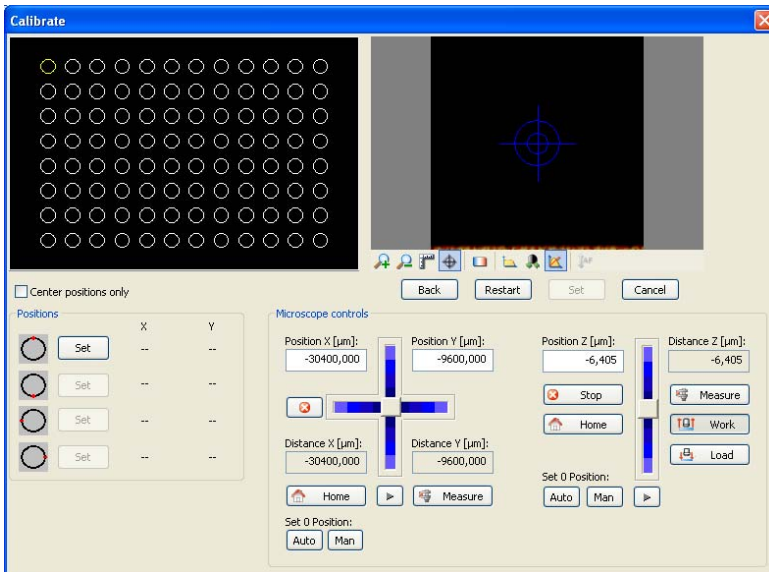 Calibrate
Center positions only
Back
Restart
Set
Cancel
Positions
X
Y
Set
--
--
Set
--
--
Set
--
--
Set
--
--
Microscope controls
Position X [µm]:
-30400,000
Position Y [µm]:
-9600,000
Distance X [µm]:
-30400,000
Distance Y [µm]:
-9600,000
Home
Measure
Set 0 Position:
Auto
Man
Position Z [µm]:
-6,405
Distance Z [µm]:
-6,405
Stop
Measure
Home
Work
Load
Set 0 Position:
Auto
Man